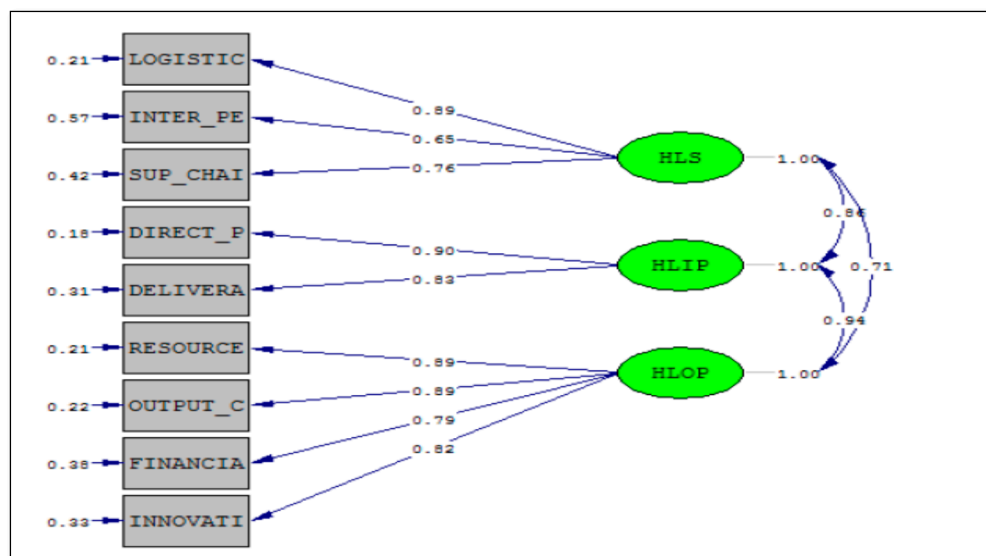 0.21 LOGISTIC
0.89
0.57 INTER_PE
0.65
0.42 SUP_CHAI
0.76
HLS 1.00
0.18 DIRECT_P
0.90
0.86
HLIP 1.00 0.71
0.31 DELIVERA
0.83
0.94
0.21 RESOURCE
0.89
HLOP 1.00
0.22 OUTPUT_C
0.89
0.79
0.38 FINANCIA
0.82
0.33 INNOVATI